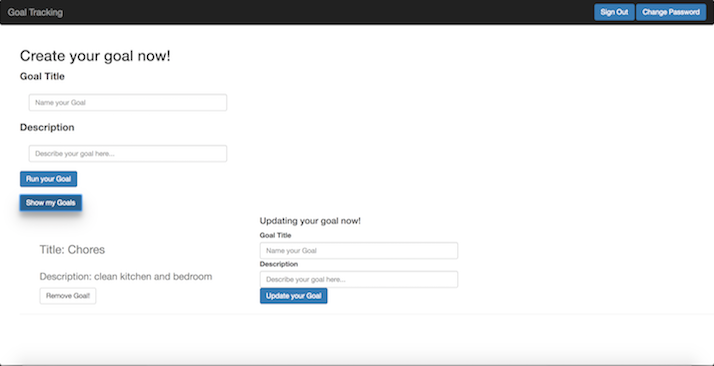 Goal Tracking
Sign Out
Change Password
Create your goal now!
Goal Title
Name your Goal
Description
Describe your goal here...
Run your Goal
Show my Goals
Title: Chores
Description: clean kitchen and bedroom
Remove Goal!
Updating your goal now!
Goal Title
Name your Goal
Description
Describe your goal here...
Update your Goal